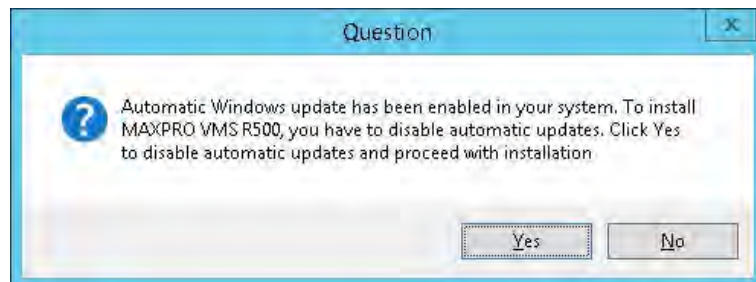 Question
x
Automatic Windows update has been enabled in your system. To install
MAXPRO VMS R500, you have to disable automatic updates. Click Yes
to disable automatic updates and proceed with installation
?
Yes No